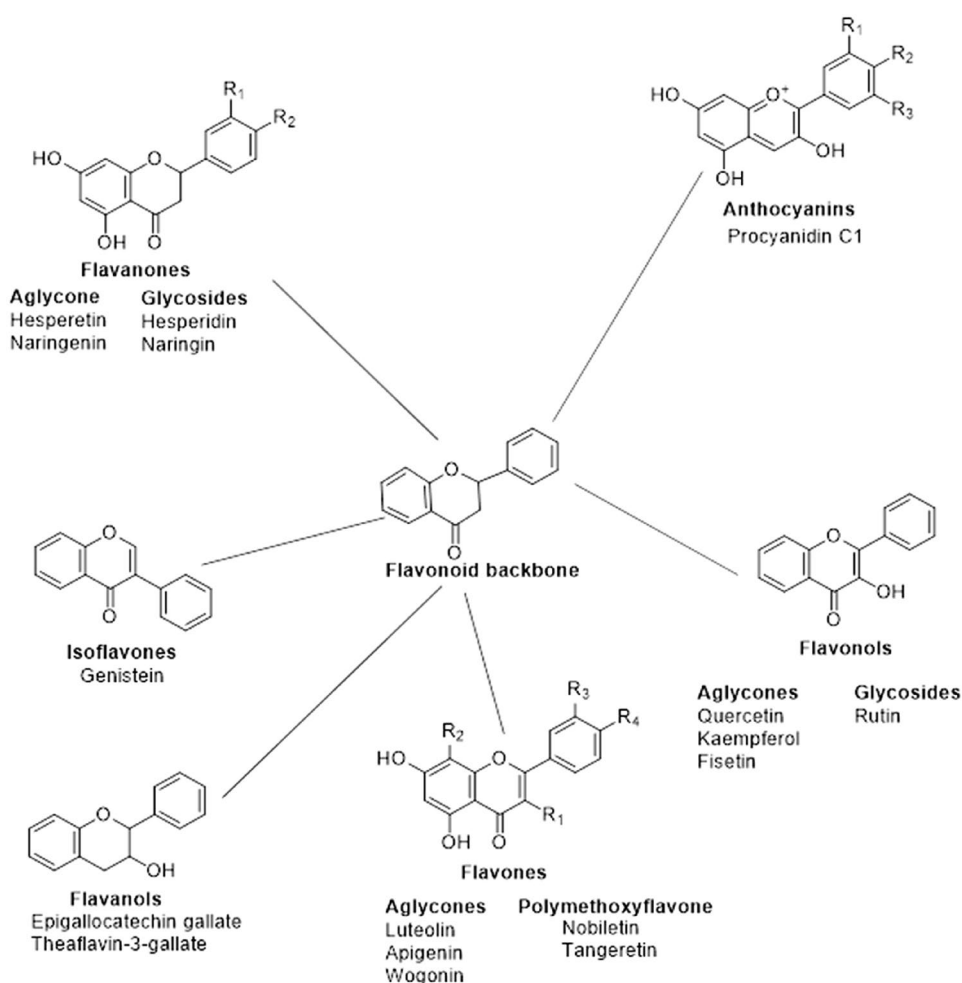 R1
R2
HO
O
OH
O
Flavanones
Aglycone Glycosides
Hesperetin Hesperidin
Naringenin Naringin
R1
R2
R3
HO
O+
OH
OH
Anthocyanins
Procyanidin C1
O
O
Flavonoid backbone
O
O
Isoflavones
Genistein
O
OH
O
Flavonols
Aglycones Glycosides
Quercetin Rutin
Kaempferol
Fisetin
O
OH
Flavanols
Epigallocatechin gallate
Theaflavin-3-gallate
R3
R4
R2
HO
O
R1
OH O
Flavones
Aglycones Polymethoxyflavone
Luteolin Nobiletin
Apigenin Tangeretin
Wogonin